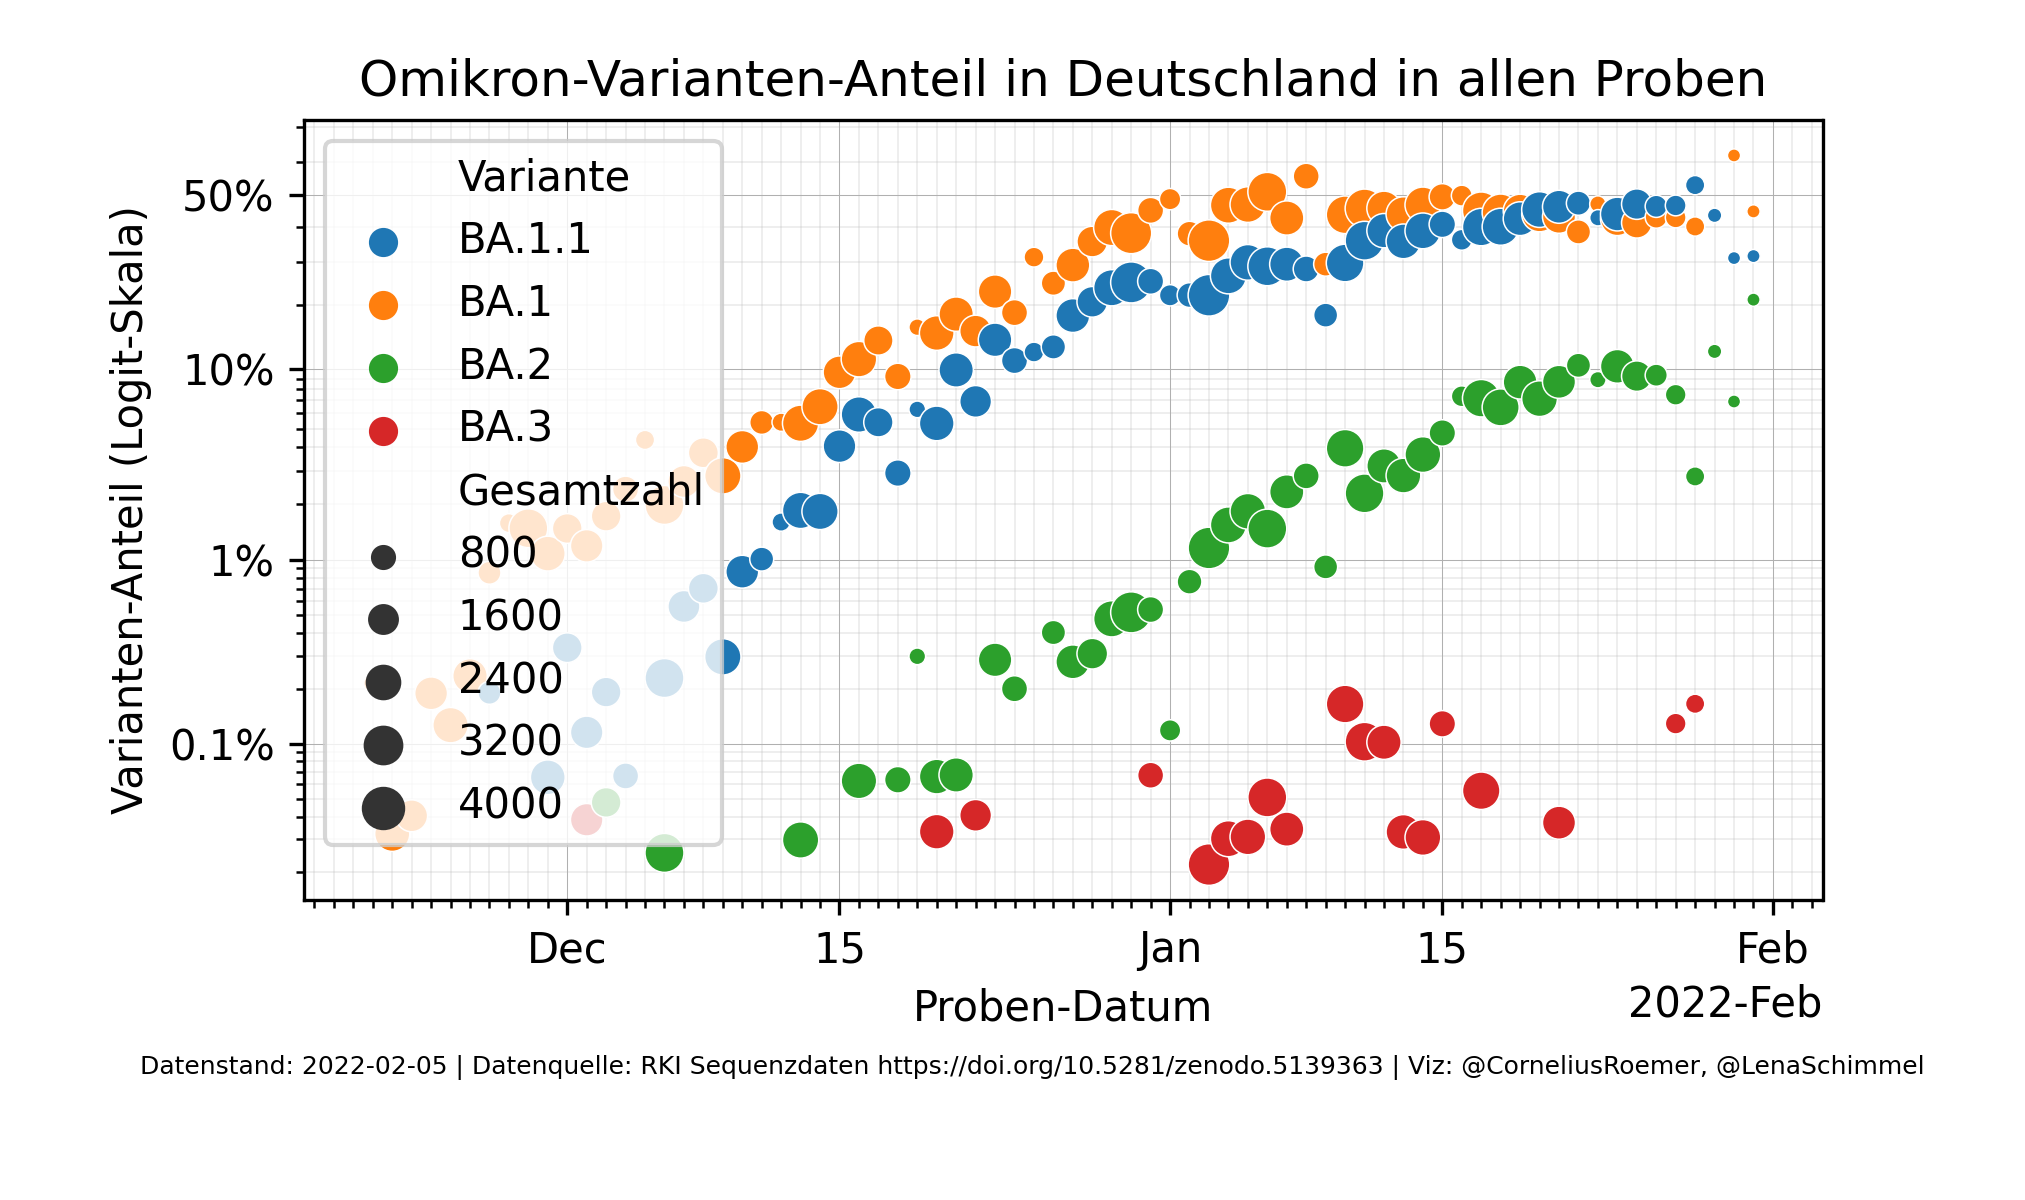 Omikron-Varianten-Anteil in Deutschland in allen Proben
Varianten-Anteil (Logit-Skala)
50%
10%
1%
0.1%
Variante
BA.1.1
BA.1
BA.2
BA.3
Gesamtzahl
800
1600
2400
3200
4000
Dec 15 Jan 15 Feb
Proben-Datum
2022-Feb
Datenstand: 2022-02-05 | Datenquelle: RKI Sequenzdaten https://doi.org/10.5281/zenodo.5139363 | Viz: @CorneliusRoemer, @LenaSchimmel